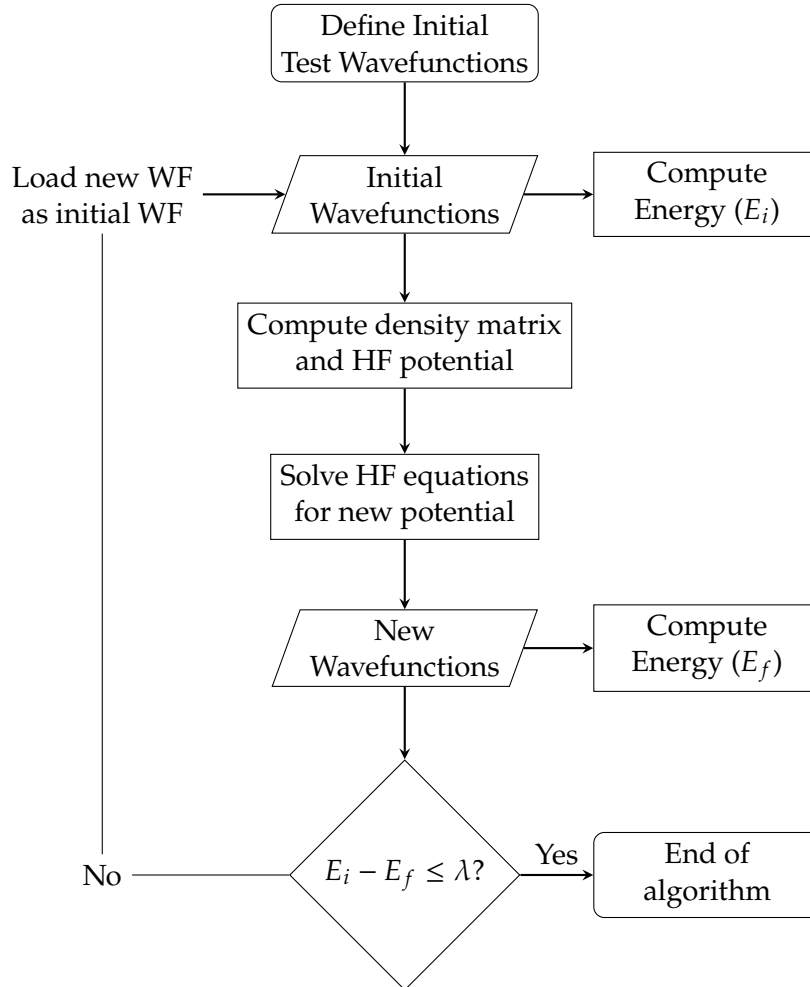 Define Initial
Test Wavefunctions
Load new WF
as initial WF
Initial
Wavefunctions
Compute
Energy (E_i)
Compute density matrix
and HF potential
Solve HF equations
for new potential
New
Wavefunctions
Compute
Energy (E_f)
No
E_i − E_f ≤ λ?
Yes
End of
algorithm